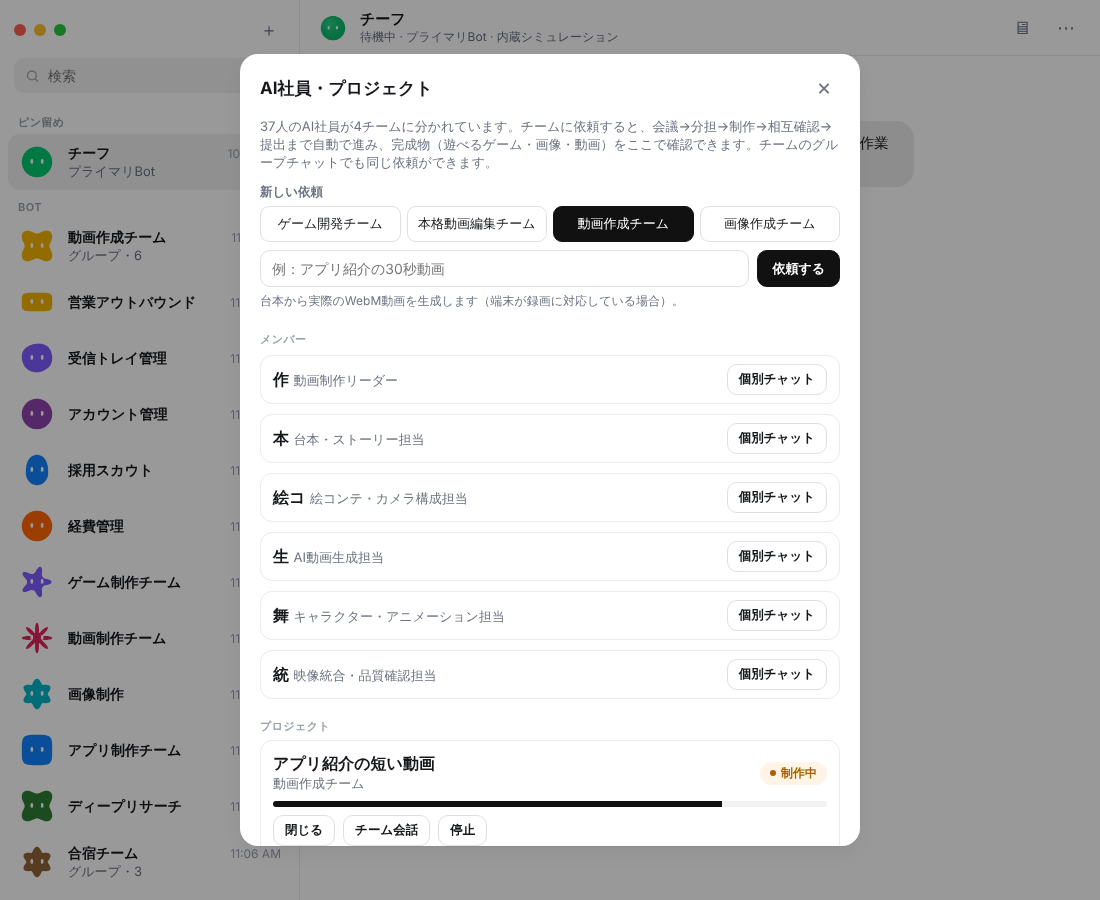 検索
ピン留め
チーフ
10
プライマリBot
BOT
動画作成チーム
11
グループ・6
営業アウトバウンド
11
受信トレイ管理
11
アカウント管理
11
採用スカウト
11
経費管理
11
ゲーム制作チーム
11
動画制作チーム
11
画像制作
11
アプリ制作チーム
11
ディープリサーチ
11
合宿チーム
11:06 AM
グループ・3
チーフ
待機中 · プライマリBot · 内蔵シミュレーション
作業
AI社員・プロジェクト
37人のAI社員が4チームに分かれています。チームに依頼すると、会議→分担→制作→相互確認→
提出まで自動で進み、完成物（遊べるゲーム・画像・動画）をここで確認できます。チームのグル
ープチャットでも同じ依頼ができます。
新しい依頼
ゲーム開発チーム
本格動画編集チーム
動画作成チーム
画像作成チーム
例：アプリ紹介の30秒動画
依頼する
台本から実際のWebM動画を生成します（端末が録画に対応している場合）。
メンバー
作 動画制作リーダー
個別チャット
本 台本・ストーリー担当
個別チャット
絵コ 絵コンテ・カメラ構成担当
個別チャット
生 AI動画生成担当
個別チャット
舞 キャラクター・アニメーション担当
個別チャット
統 映像統合・品質確認担当
個別チャット
プロジェクト
アプリ紹介の短い動画
動画作成チーム
制作中
閉じる
チーム会話
停止